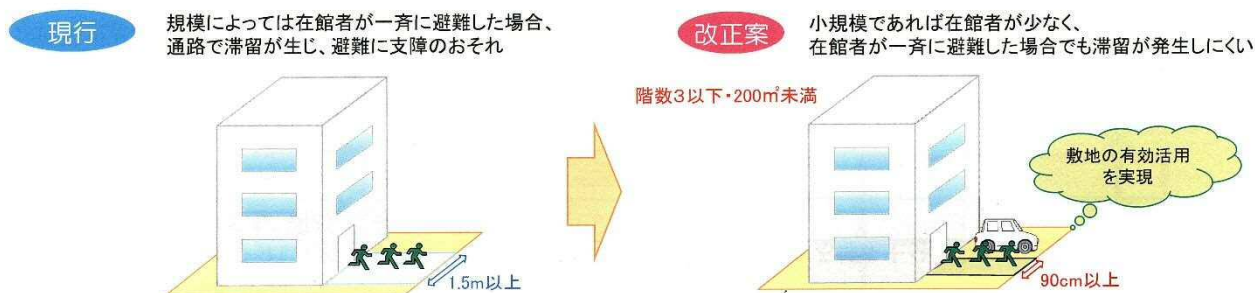 現行
規模によっては在館者が一斉に避難した場合、
通路で滞留が生じ、避難に支障のおそれ
1.5m以上
改正案
小規模であれば在館者が少なく、
在館者が一斉に避難した場合でも滞留が発生しにくい
階数3以下・200㎡未満
敷地の有効活用
を実現
90cm以上